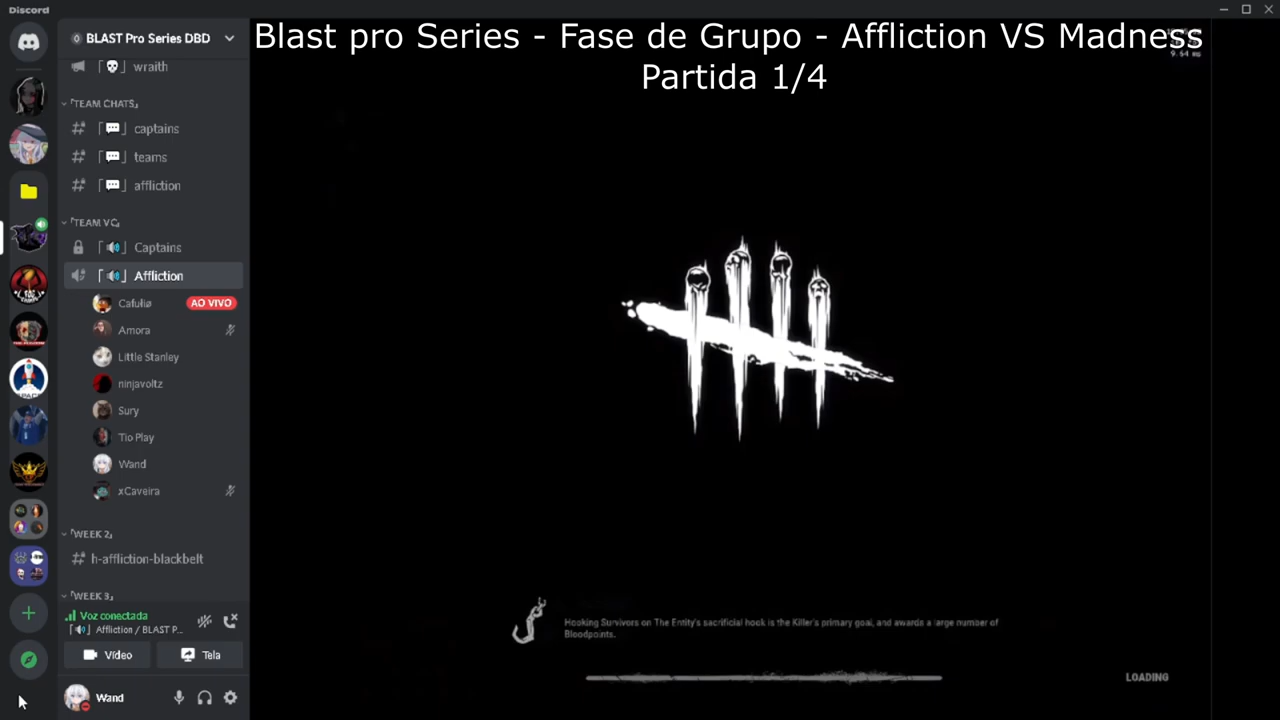 Discord
BLAST Pro Series DBD
Blast pro Series - Fase de Grupo - Affliction VS Madness
Partida 1/4
wraith
「TEAM CHATS」
captains
teams
affliction
「TEAM VC」
Captains
Affliction
Cafulia AO VIVO
Amora
Little Stanley
ninjavoltz
Sury
Tio Play
Wand
xCaveira
「WEEK 2」
h-affliction-blackbelt
「WEEK 3」
Voz conectada
Affliction / BLAST P...
Vídeo
Tela
Wand
Hooking Survivors on The Entity's sacrificial hook is the Killer's primary goal, and awards a large number of
Bloodpoints.
LOADING